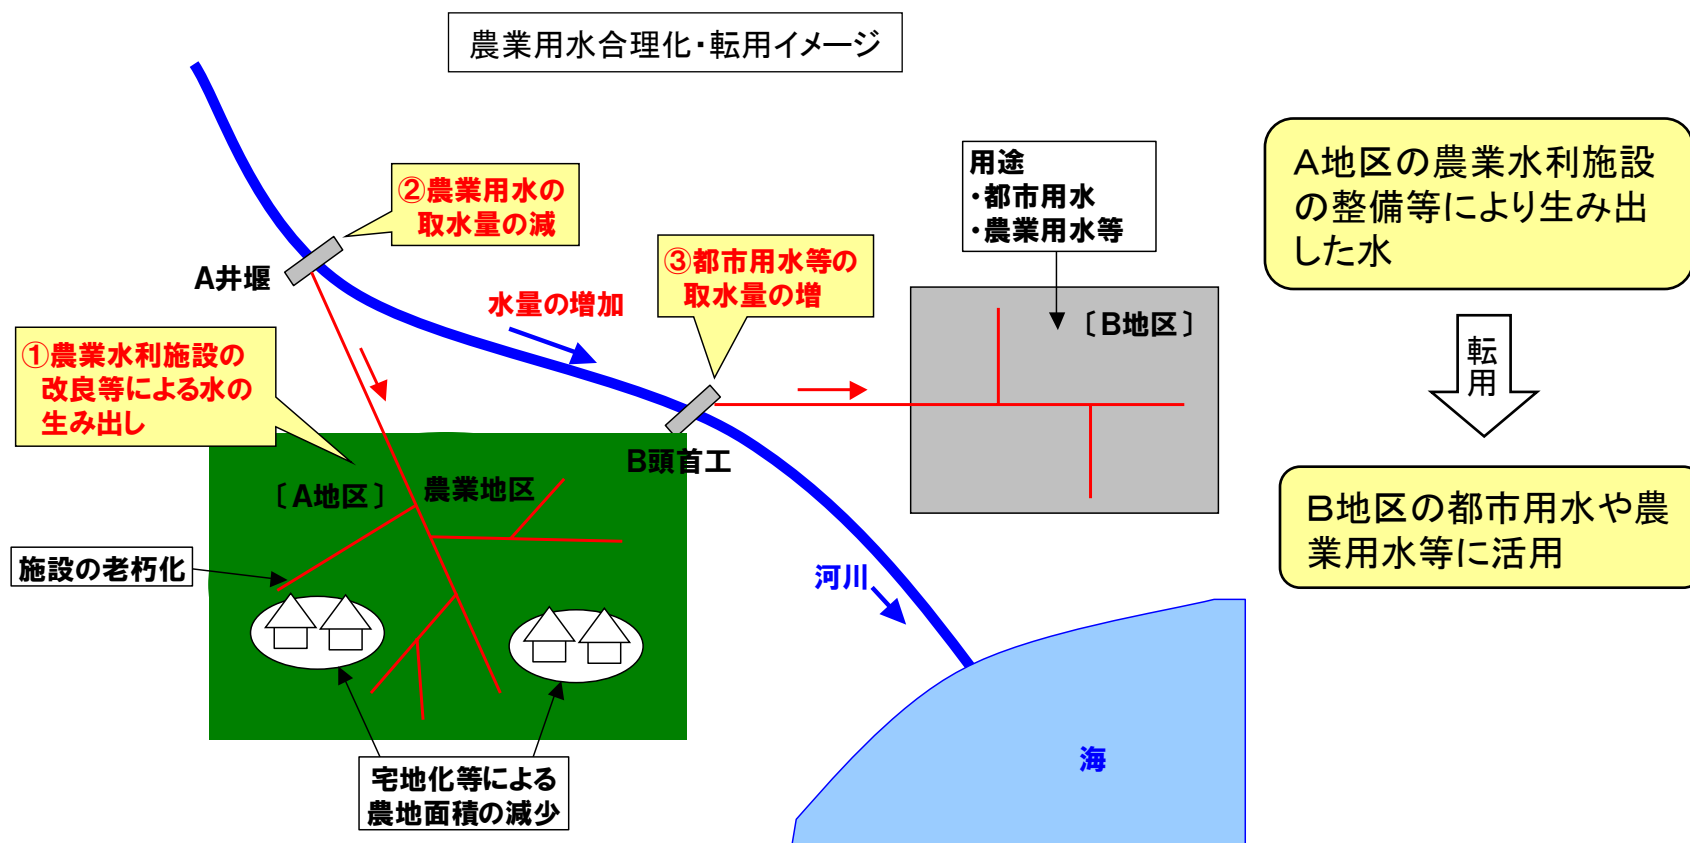 農業用水合理化・転用イメージ
②農業用水の
取水量の減
A井堰
用途
・都市用水
・農業用水等
A地区の農業水利施設
の整備等により生み出
した水
③都市用水等の
取水量の増
水量の増加
〔B地区〕
①農業水利施設の
改良等による水の
生み出し
転
用
B頭首工
〔A地区〕
農業地区
B地区の都市用水や農
業用水等に活用
施設の老朽化
河川
海
宅地化等による
農地面積の減少